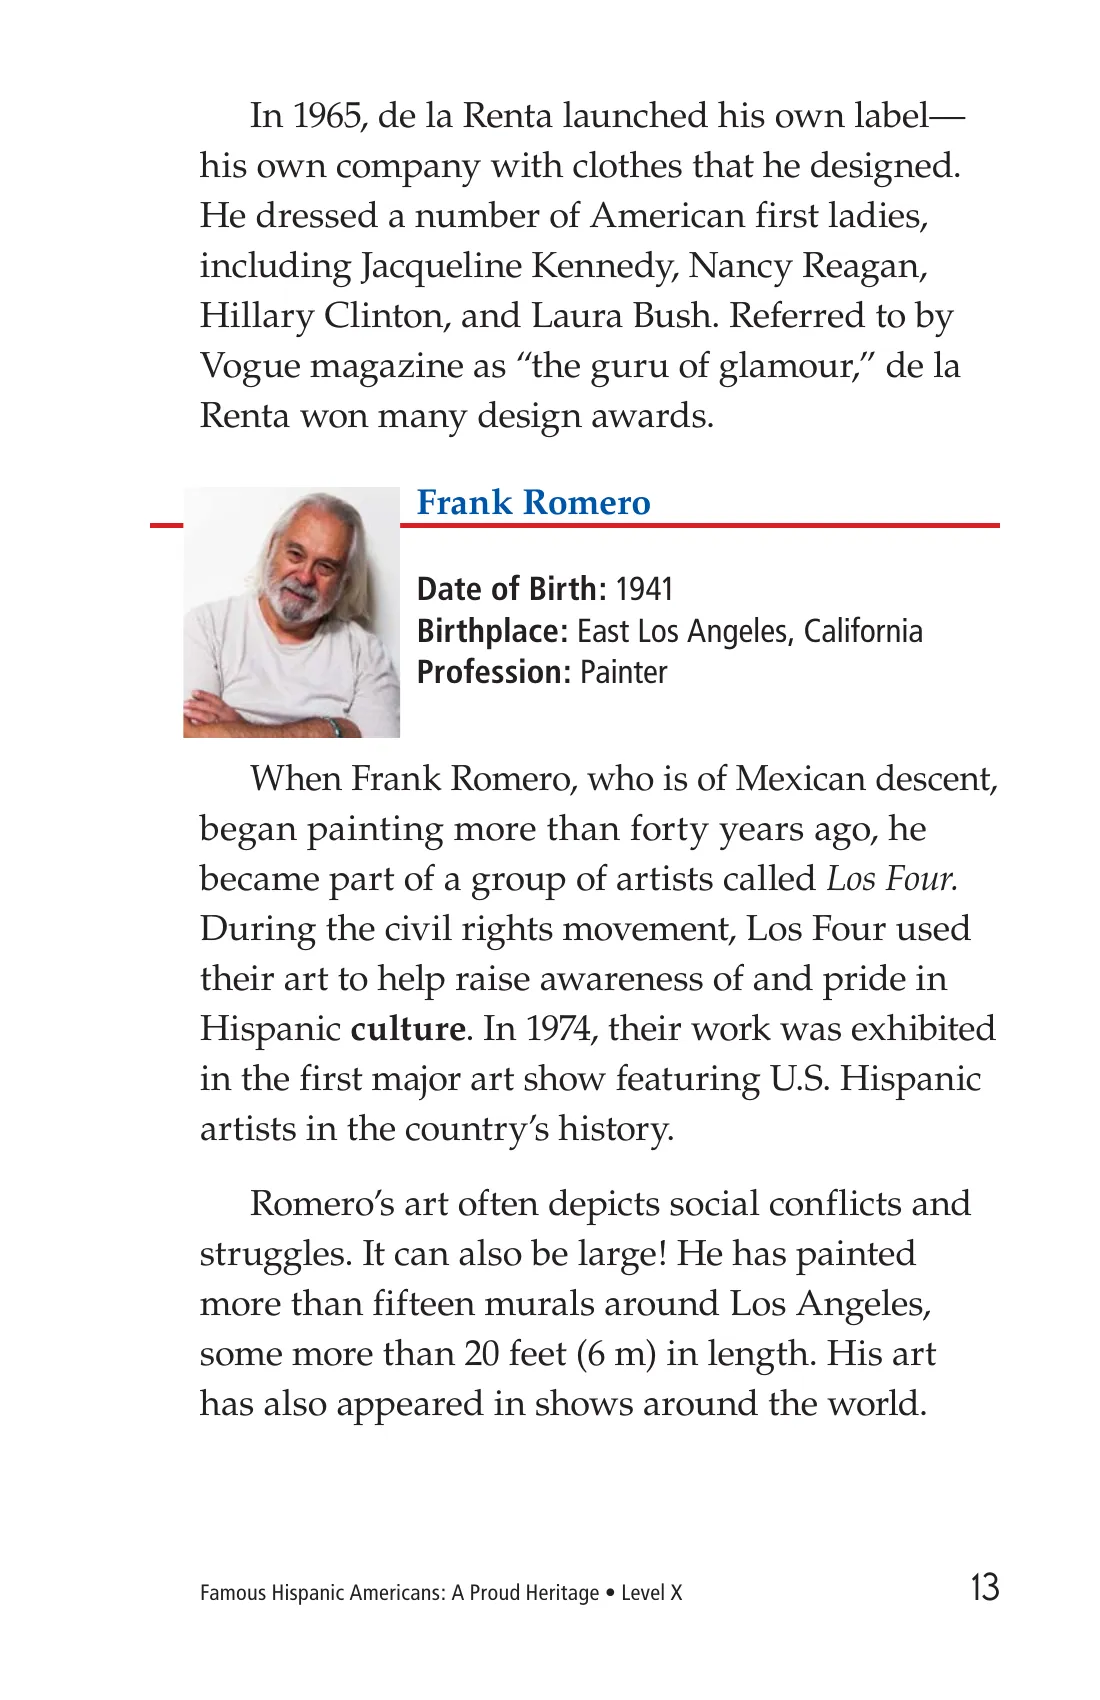 In 1965, de la Renta launched his own label—
his own company with clothes that he designed.
He dressed a number of American first ladies,
including Jacqueline Kennedy, Nancy Reagan,
Hillary Clinton, and Laura Bush. Referred to by
Vogue magazine as “the guru of glamour,” de la
Renta won many design awards.
Frank Romero
Date of Birth: 1941
Birthplace: East Los Angeles, California
Profession: Painter
When Frank Romero, who is of Mexican descent,
began painting more than forty years ago, he
became part of a group of artists called Los Four.
During the civil rights movement, Los Four used
their art to help raise awareness of and pride in
Hispanic culture. In 1974, their work was exhibited
in the first major art show featuring U.S. Hispanic
artists in the country’s history.
Romero’s art often depicts social conflicts and
struggles. It can also be large! He has painted
more than fifteen murals around Los Angeles,
some more than 20 feet (6 m) in length. His art
has also appeared in shows around the world.
Famous Hispanic Americans: A Proud Heritage • Level X 13